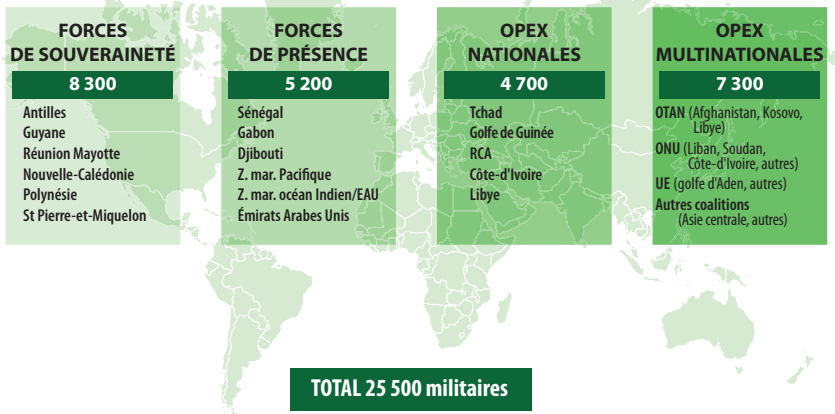 FORCES
DE SOUVERAINETÉ
8 300
Antilles
Guyane
Réunion Mayotte
Nouvelle-Calédonie
Polynésie
St Pierre-et-Miquelon
FORCES
DE PRÉSENCE
5 200
Sénégal
Gabon
Djibouti
Z. mar. Pacifique
Z. mar. océan Indien/EAU
Émirats Arabes Unis
OPEX
NATIONALES
4 700
Tchad
Golfe de Guinée
RCA
Côte-d'Ivoire
Libye
OPEX
MULTINATIONALES
7 300
OTAN (Afghanistan, Kosovo,
Libye)
ONU (Liban, Soudan,
Côte-d'Ivoire, autres)
UE (golfe d'Aden, autres)
Autres coalitions
(Asie centrale, autres)
TOTAL 25 500 militaires